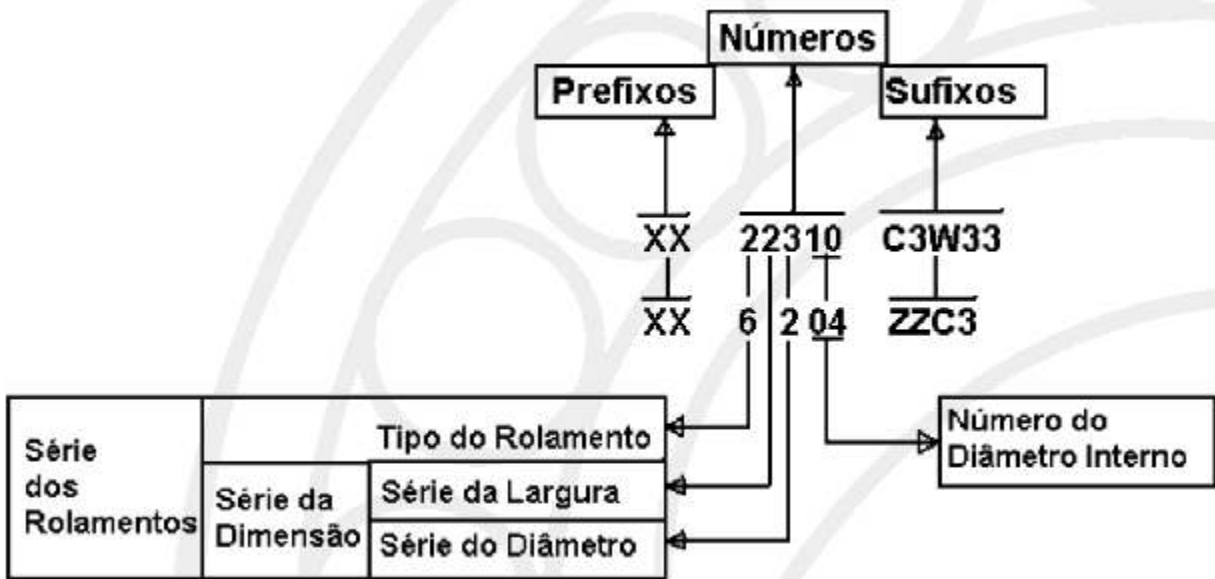 Números
Prefixos
Sufixos
XX 22310 C3W33
XX 6 2 04 ZZC3
Série
dos
Rolamentos
Tipo do Rolamento
Série da
Dimensão
Série da Largura
Série do Diâmetro
Número do
Diâmetro Interno